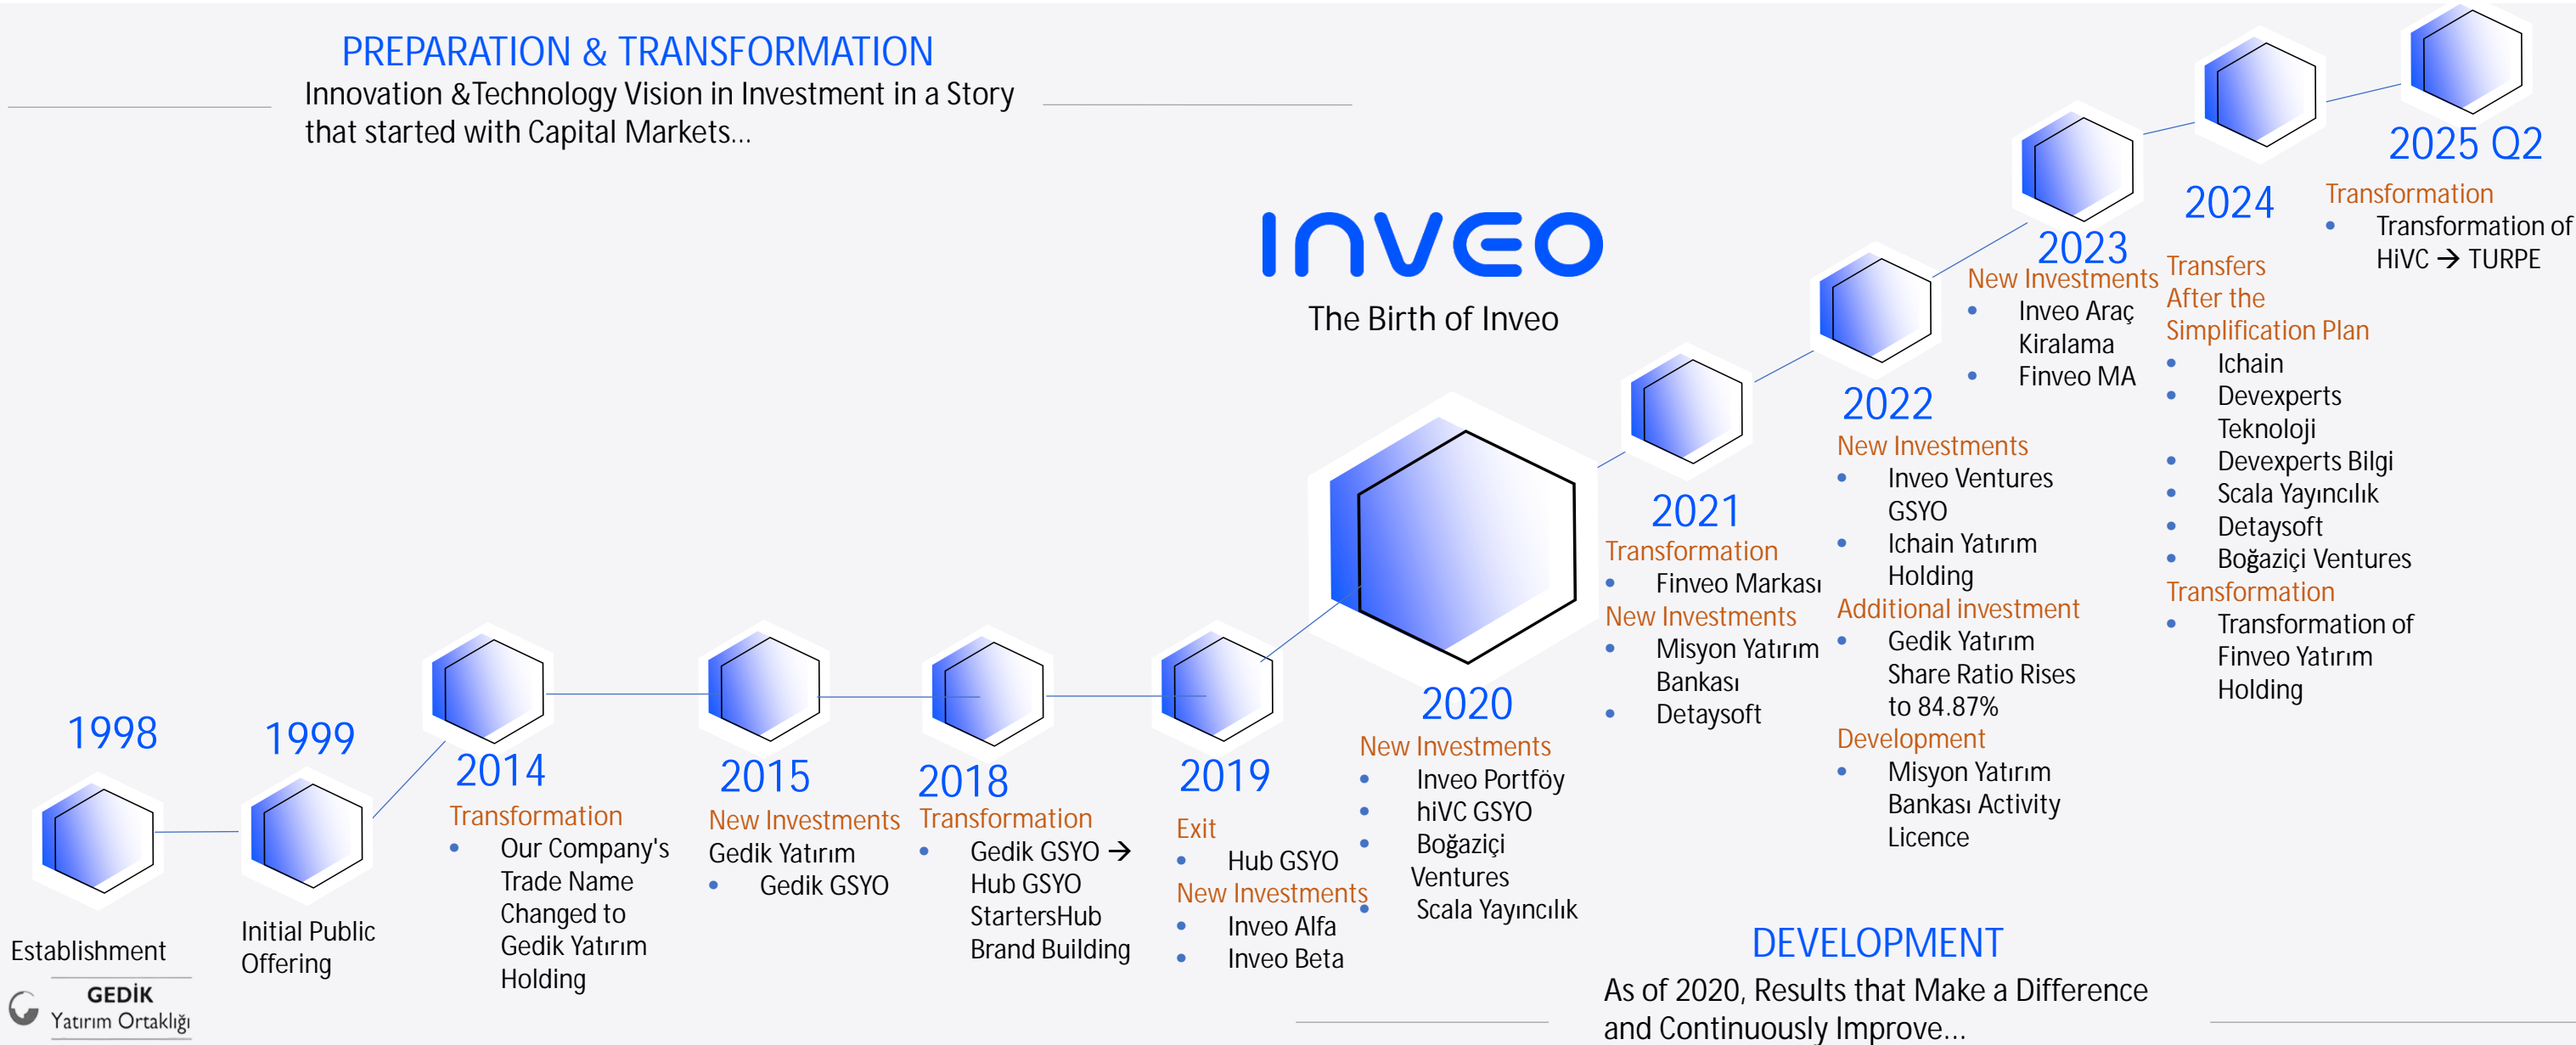 PREPARATION & TRANSFORMATION
Innovation &Technology Vision in Investment in a Story
that started with Capital Markets...
INVEO
The Birth of Inveo
1998
Establishment
GEDİK
Yatırım Ortaklığı
1999
Initial Public
Offering
2014
Transformation
• Our Company's
Trade Name
Changed to
Gedik Yatırım
Holding
2015
New Investments
Gedik Yatırım
• Gedik GSYO
2018
Transformation
• Gedik GSYO →
Hub GSYO
StartersHub
Brand Building
2019
Exit
• Hub GSYO
New Investments
• Inveo Alfa
• Inveo Beta
2020
New Investments
• Inveo Portföy
• hiVC GSYO
• Boğaziçi
Ventures
• Scala Yayıncılık
2021
Transformation
• Finveo Markası
New Investments
• Misyon Yatırım
Bankası
• Detaysoft
2022
New Investments
• Inveo Ventures
GSYO
• Ichain Yatırım
Holding
Additional investment
• Gedik Yatırım
Share Ratio Rises
to 84.87%
Development
• Misyon Yatırım
Bankası Activity
Licence
2023
New Investments
• Inveo Araç
Kiralama
• Finveo MA
2024
Transfers
After the
Simplification Plan
• Ichain
• Devexperts
Teknoloji
• Devexperts Bilgi
• Scala Yayıncılık
• Detaysoft
• Boğaziçi Ventures
Transformation
• Transformation of
Finveo Yatırım
Holding
2025 Q2
Transformation
• Transformation of
HiVC → TURPE
DEVELOPMENT
As of 2020, Results that Make a Difference
and Continuously Improve...